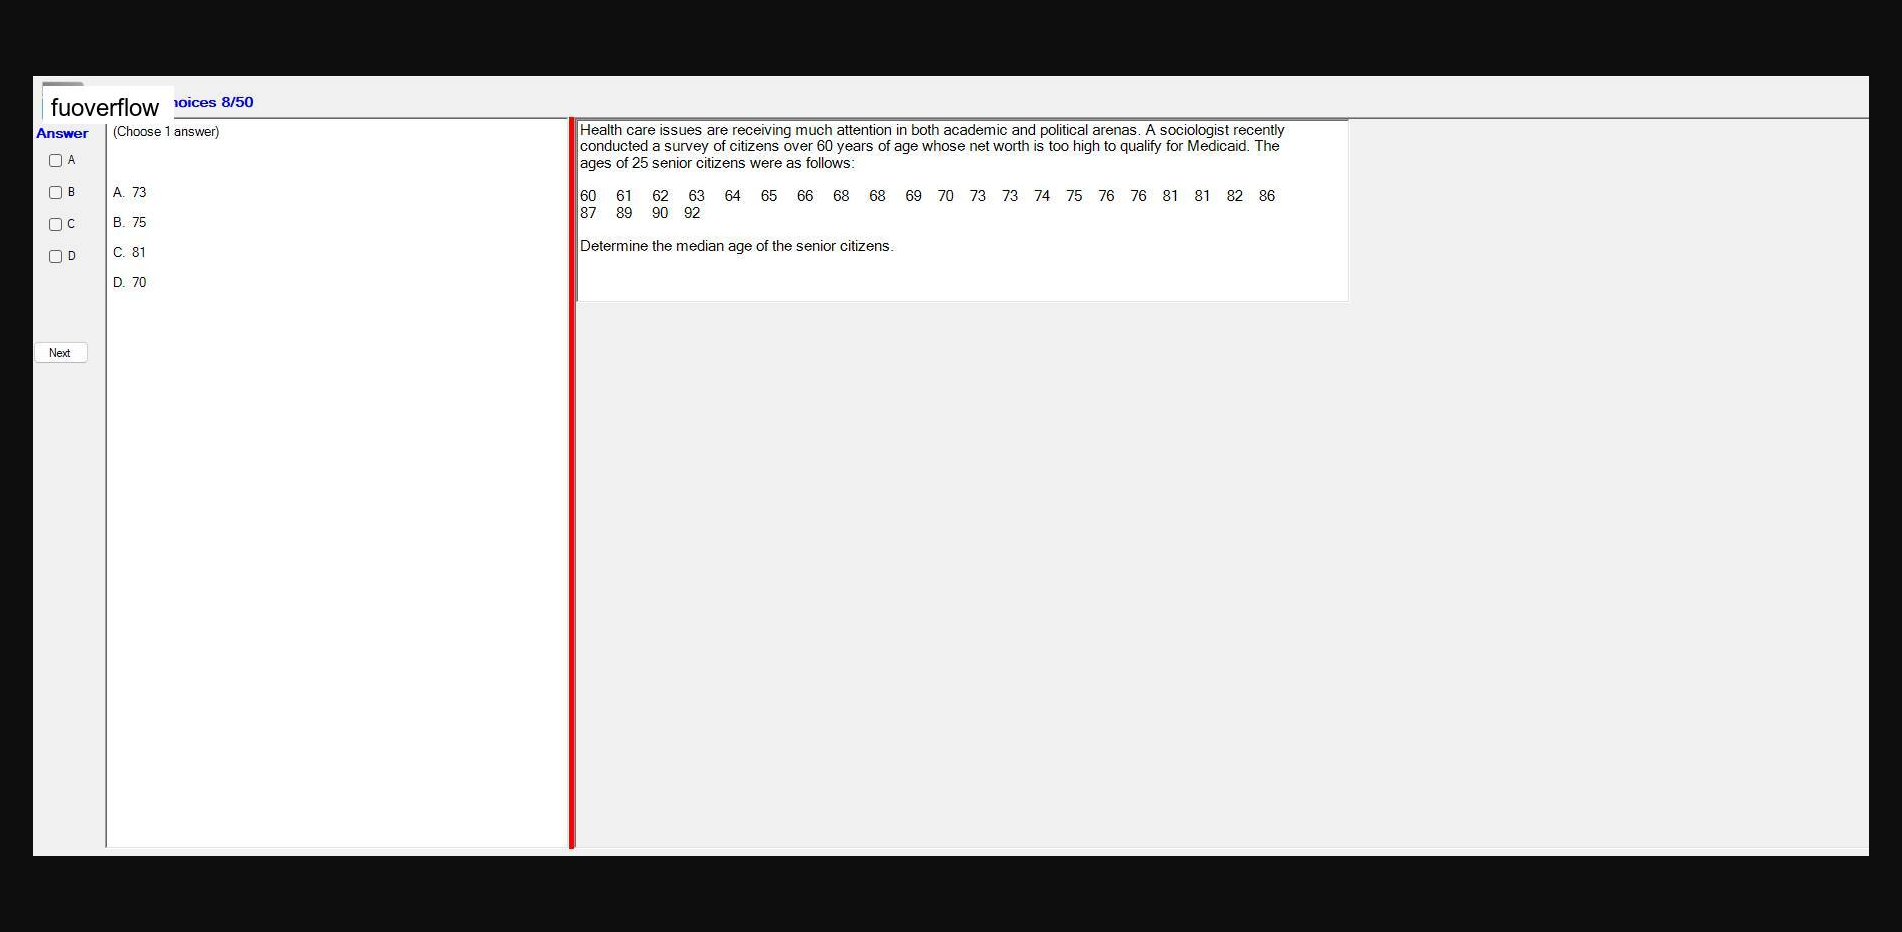 fuoverflow
hoices 8/50
Answer
(Choose 1 answer)
A
B
C
D
A. 73
B. 75
C. 81
D. 70
Next
Health care issues are receiving much attention in both academic and political arenas. A sociologist recently
conducted a survey of citizens over 60 years of age whose net worth is too high to qualify for Medicaid. The
ages of 25 senior citizens were as follows:
60 61 62 63 64 65 66 68 68 69 70 73 73 74 75 76 76 81 81 82 86
87 89 90 92
Determine the median age of the senior citizens.